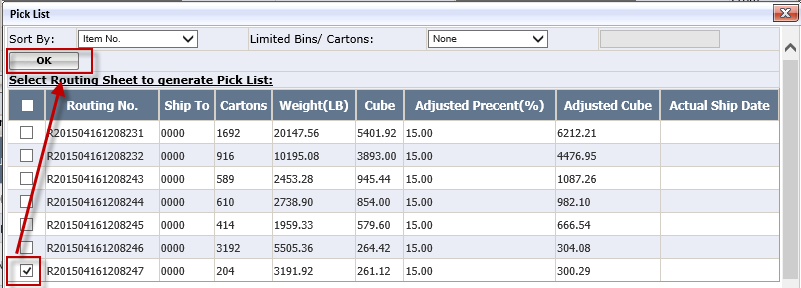 Pick List
Sort By: Item No. Limited Bins/ Cartons: None
OK
Select Routing Sheet to generate Pick List:
Routing No. Ship To Cartons Weight(LB) Cube Adjusted Precent(%) Adjusted Cube Actual Ship Date
R201504161208231 0000 1692 20147.56 5401.92 15.00 6212.21
R201504161208232 0000 916 10195.08 3893.00 15.00 4476.95
R201504161208243 0000 589 2453.28 945.44 15.00 1087.26
R201504161208244 0000 610 2738.90 854.00 15.00 982.10
R201504161208245 0000 414 1959.33 579.60 15.00 666.54
R201504161208246 0000 3192 5505.36 264.42 15.00 304.08
R201504161208247 0000 204 3191.92 261.12 15.00 300.29